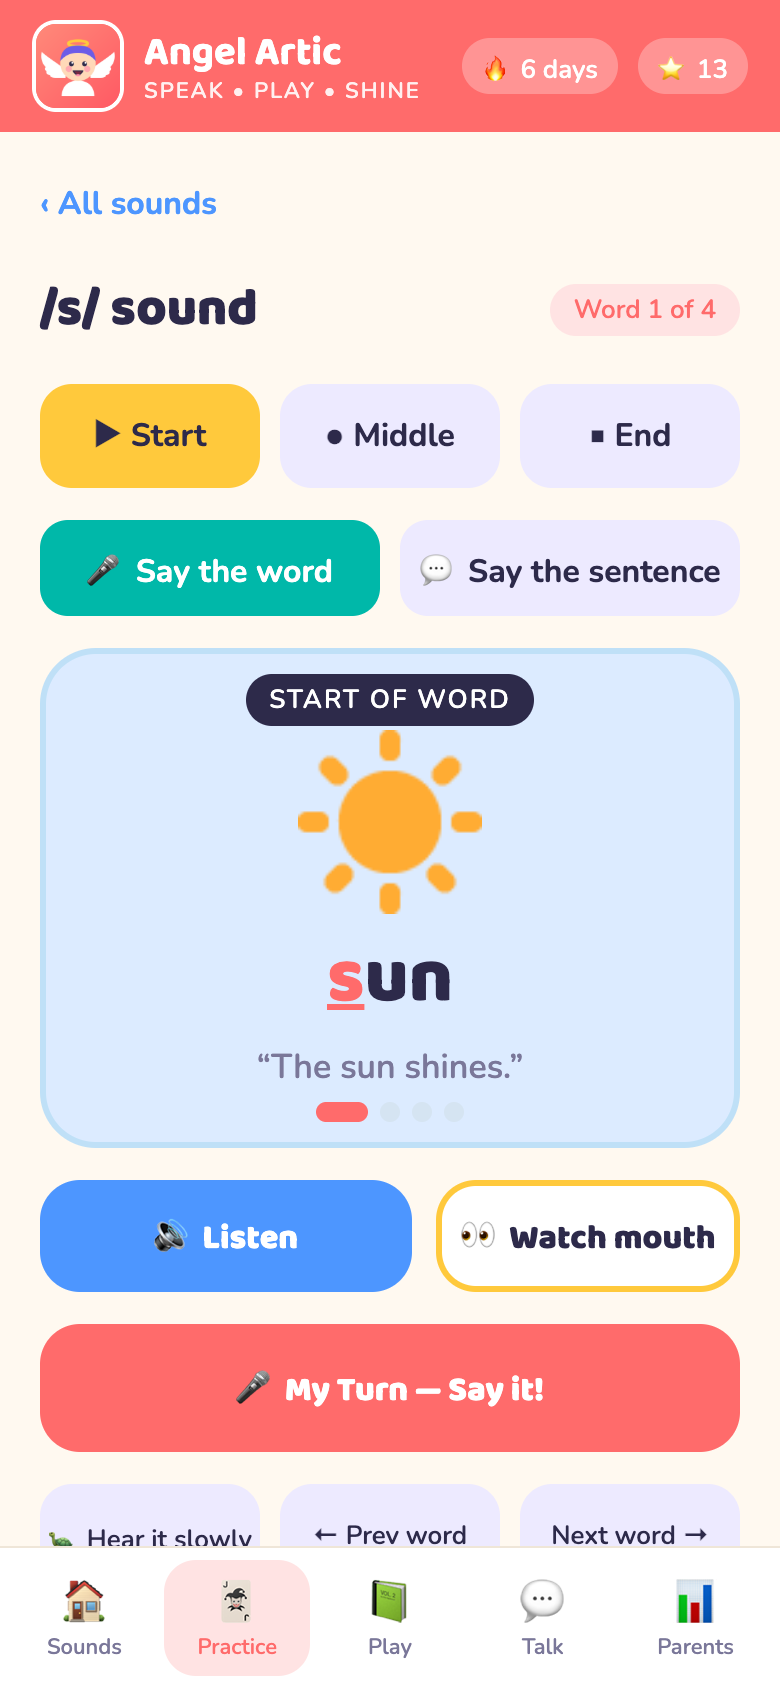 Angel Artic
SPEAK • PLAY • SHINE
6 days
13
‹ All sounds
/s/ sound
Word 1 of 4
▶ Start
● Middle
■ End
Say the word
Say the sentence
START OF WORD
sun
“The sun shines.”
Listen
Watch mouth
My Turn — Say it!
Hear it slowly
← Prev word
Next word →
Sounds
Practice
Play
Talk
Parents